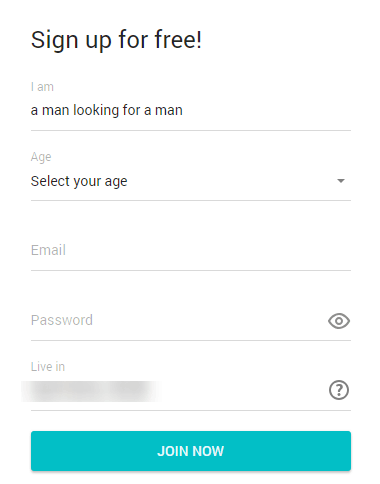 Sign up for free!
I am
a man looking for a man
Age
Select your age
Email
Password
Live in
?
JOIN NOW